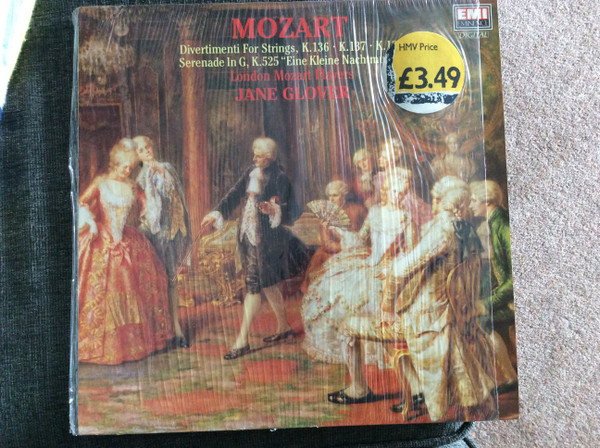 MOZART
Divertimenti For Strings, K.136 · K.137 · K.1
Serenade In G, K.525 "Eine Kleine Nachtm
London Mozart Players
JANE GLOVER
EMI
EMINENCE
DIGITAL
HMV Price
£3.49